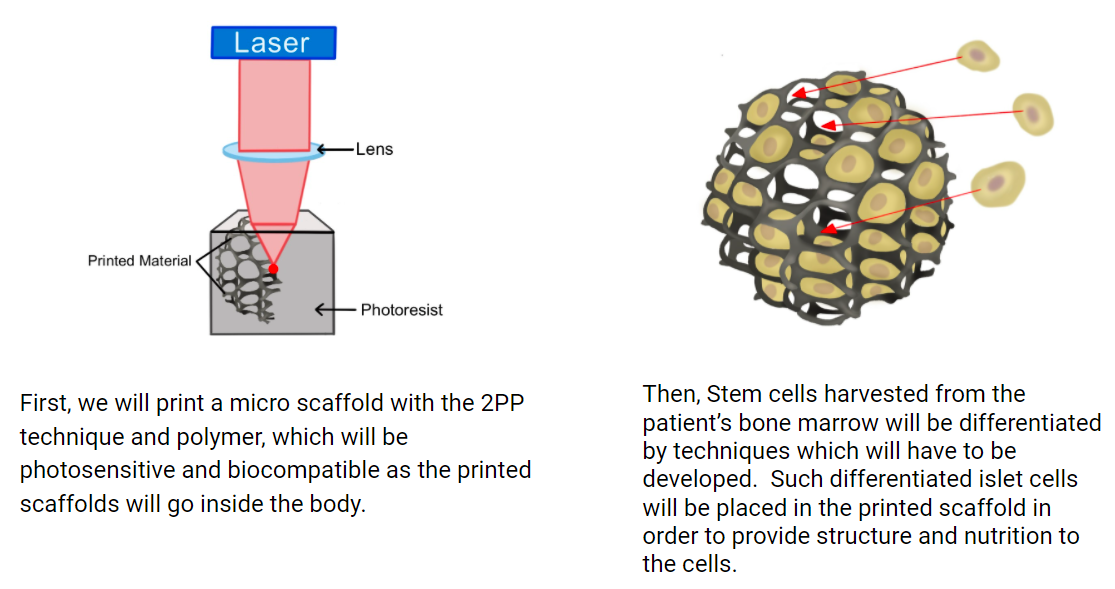 Laser
Lens
Printed Material
Photoresist
First, we will print a micro scaffold with the 2PP
technique and polymer, which will be
photosensitive and biocompatible as the printed
scaffolds will go inside the body.
Then, Stem cells harvested from the
patient’s bone marrow will be differentiated
by techniques which will have to be
developed.  Such differentiated islet cells
will be placed in the printed scaffold in
order to provide structure and nutrition to
the cells.